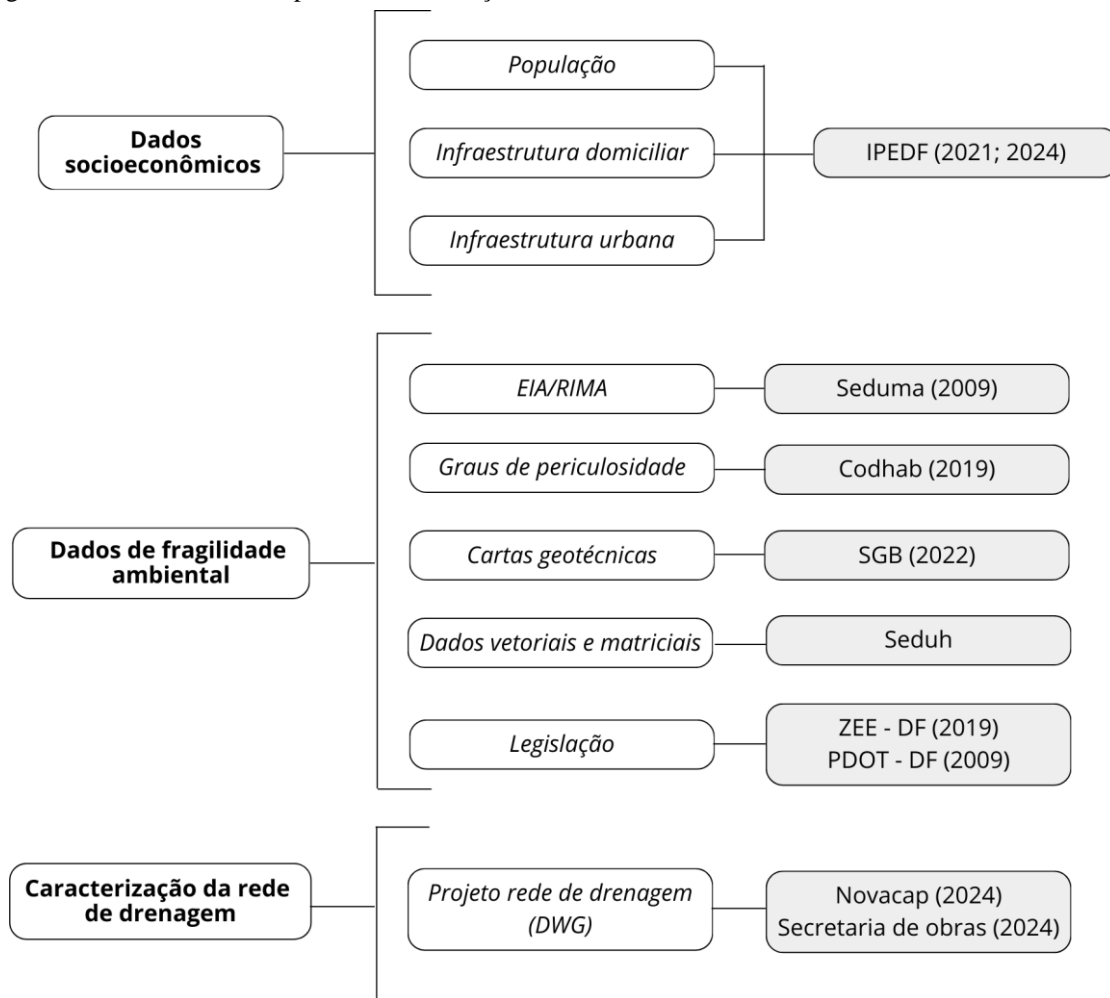 População
Dados
socioeconômicos
Infraestrutura domiciliar
IPEDF (2021; 2024)
Infraestrutura urbana
EIA/RIMA
Seduma (2009)
Graus de periculosidade
Codhab (2019)
Dados de fragilidade
ambiental
Cartas geotécnicas
SGB (2022)
Dados vetoriais e matriciais
Seduh
Legislação
ZEE - DF (2019)
PDOT - DF (2009)
Caracterização da rede
de drenagem
Projeto rede de drenagem
(DWG)
Novacap (2024)
Secretaria de obras (2024)